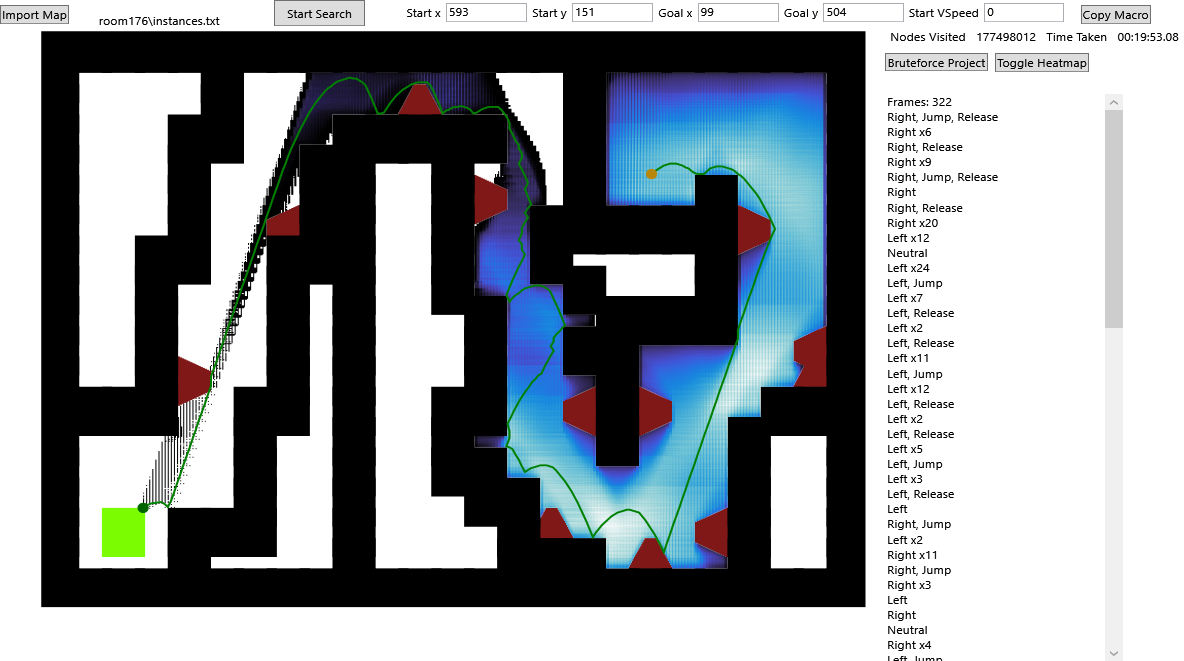 Import Map
room176\instances.txt
Start Search
Start x 593 Start y 151 Goal x 99 Goal y 504 Start VSpeed 0
Copy Macro
Nodes Visited 177498012 Time Taken 00:19:53.08
Bruteforce Project Toggle Heatmap
Frames: 322
Right, Jump, Release
Right x6
Right, Release
Right x9
Right, Jump, Release
Right
Right, Release
Right x20
Left x12
Neutral
Left x24
Left, Jump
Left x7
Left, Release
Left x2
Left, Release
Left x11
Left, Jump
Left x12
Left, Release
Left x2
Left, Release
Left x5
Left, Jump
Left x3
Left, Release
Left
Right, Jump
Left x2
Right x11
Right, Jump
Right x3
Left
Right
Neutral
Right x4
Left, Jump